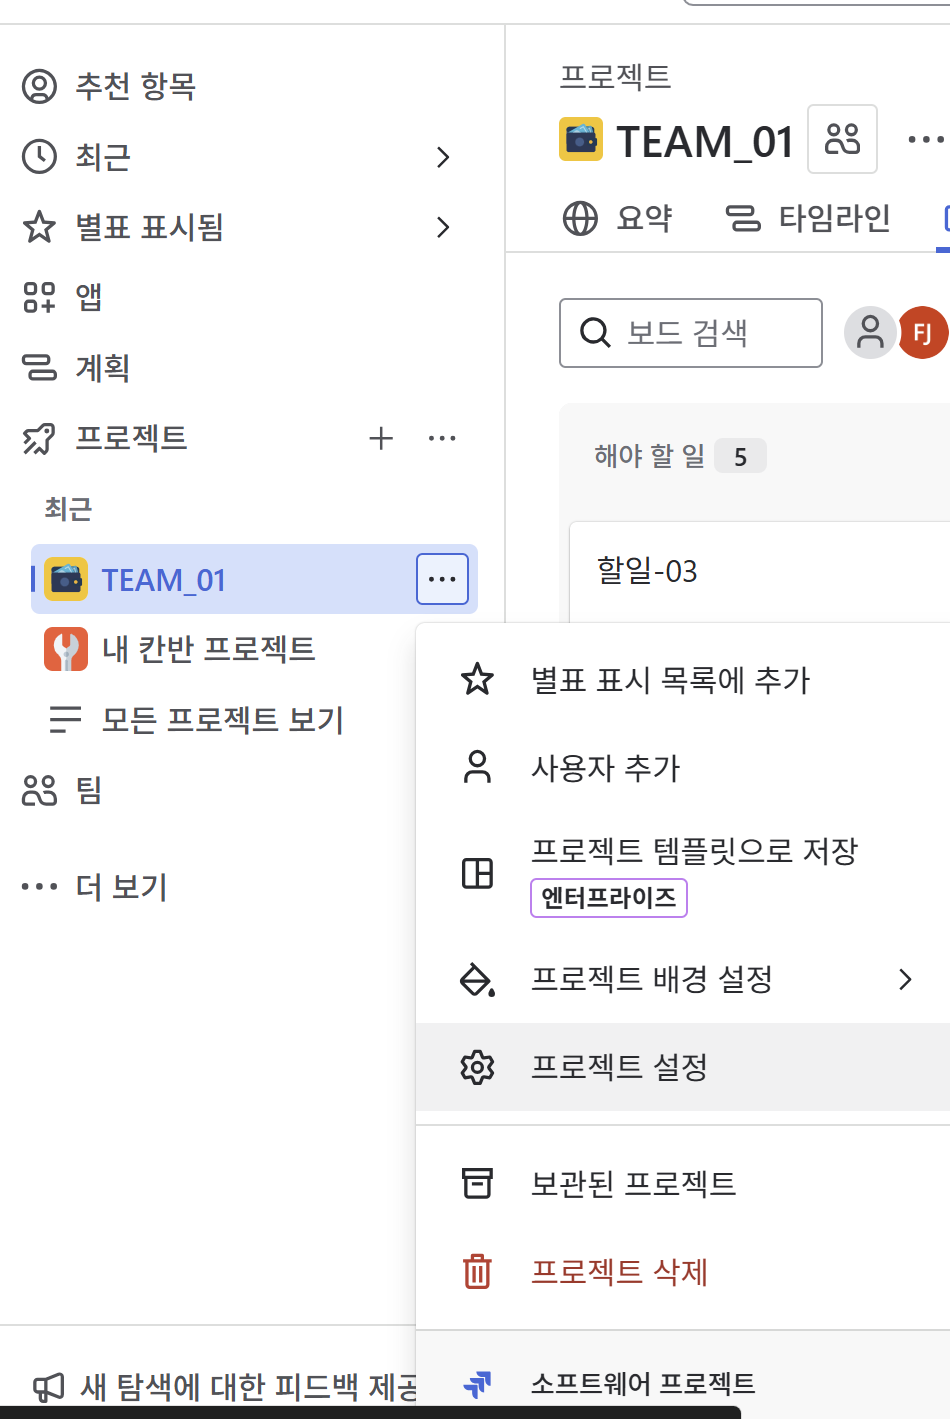 추천 항목
최근
별표 표시됨
앱
계획
프로젝트
최근
TEAM_01
내 칸반 프로젝트
모든 프로젝트 보기
팀
더 보기
새 탐색에 대한 피드백 제공
프로젝트
TEAM_01
요약 타임라인
보드 검색
FJ
해야 할 일 5
할일-03
별표 표시 목록에 추가
사용자 추가
프로젝트 템플릿으로 저장
엔터프라이즈
프로젝트 배경 설정
프로젝트 설정
보관된 프로젝트
프로젝트 삭제
소프트웨어 프로젝트